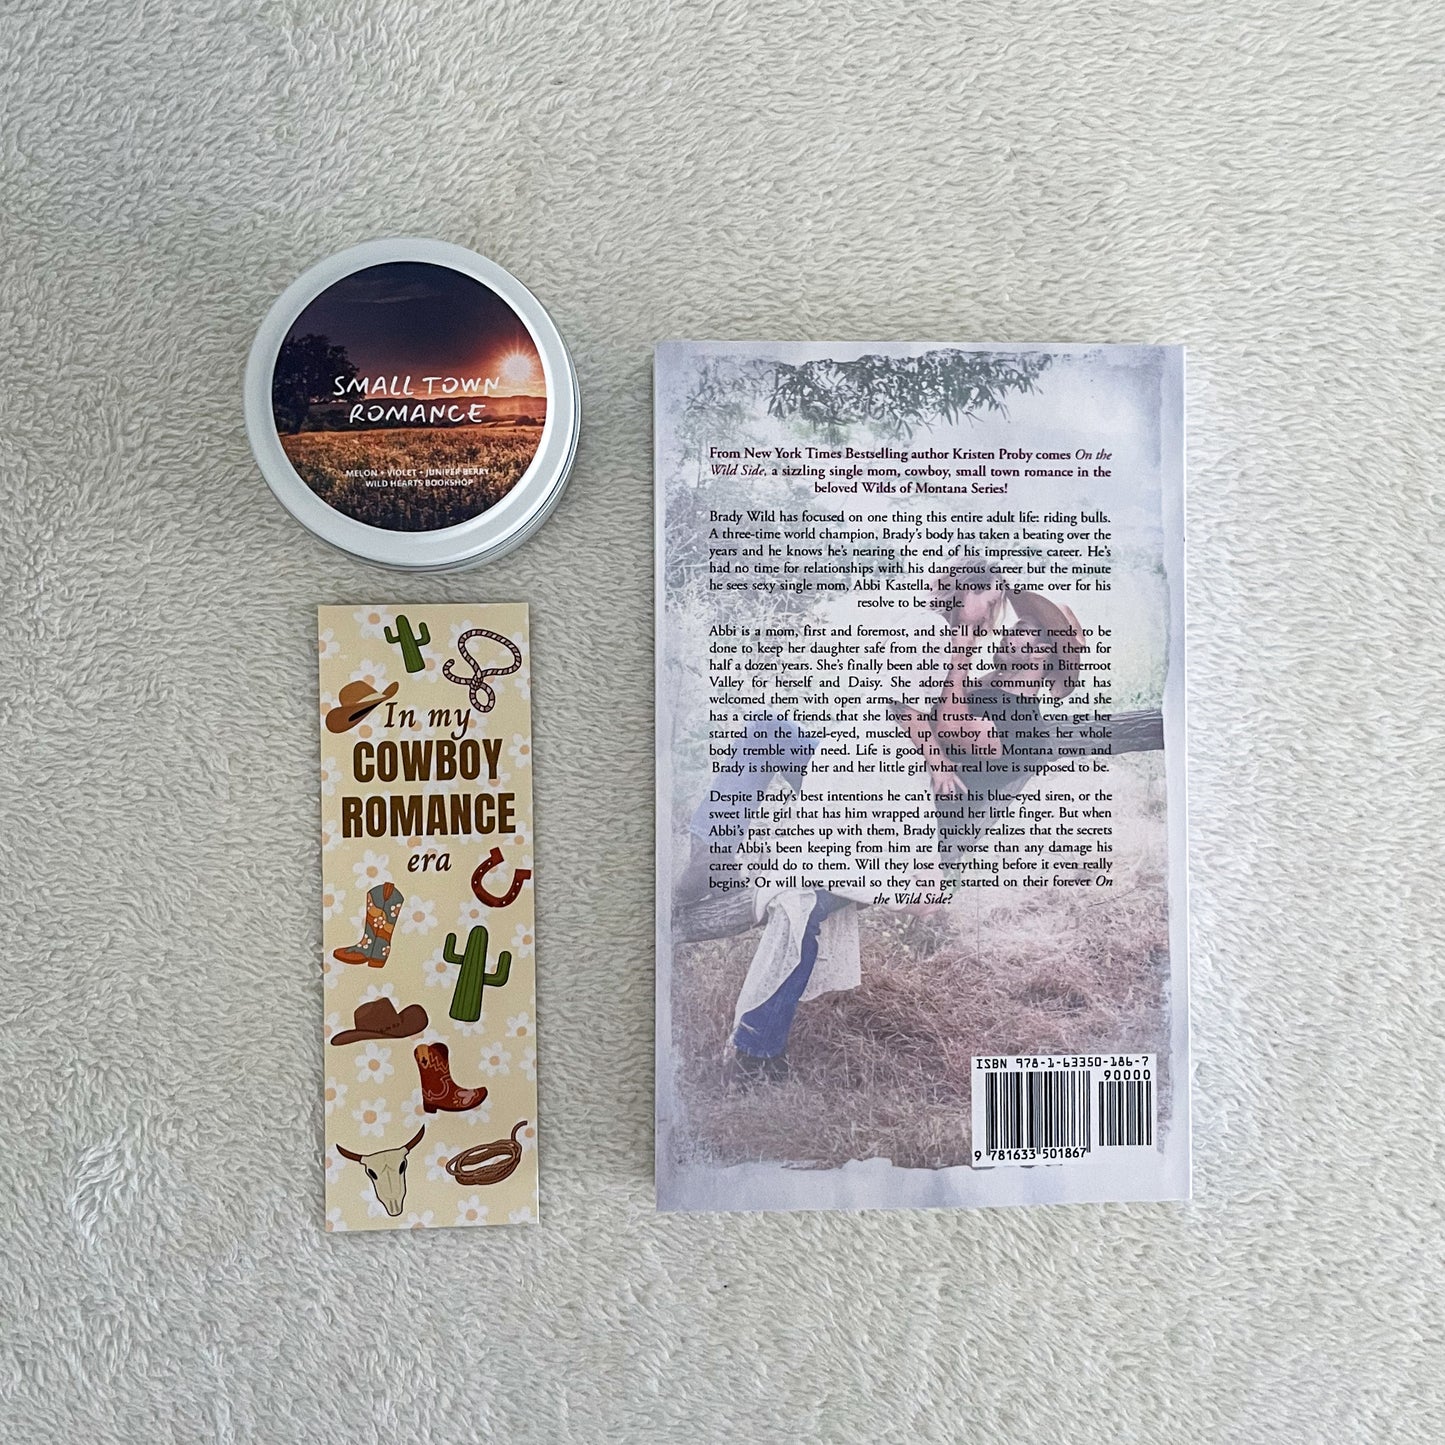 SMALL TOWN
ROMANCE
MELON + VIOLET + JUNIPER BERRY
WILD HEARTS BOOKSHOP
In my
COWBOY
ROMANCE
era
From New York Times Bestselling author Kristen Proby comes On the
Wild Side, a sizzling single mom, cowboy, small town romance in the
beloved Wilds of Montana Series!
Brady Wild has focused on one thing this entire adult life: riding bulls.
A three-time world champion, Brady's body has taken a beating over the
years and he knows he's nearing the end of his impressive career. He's
had no time for relationships with his dangerous career but the minute
he sees sexy single mom, Abbi Kastella, he knows it's game over for his
resolve to be single.
Abbi is a mom, first and foremost, and she'll do whatever needs to be
done to keep her daughter safe from the danger that's chased them for
half a dozen years. She's finally been able to set down roots in Bitterroot
Valley for herself and Daisy. She adores this community that has
welcomed them with open arms, her new business is thriving, and she
has a circle of friends that she loves and trusts. And don't even get her
started on the hazel-eyed, muscled up cowboy that makes her whole
body tremble with need. Life is good in this little Montana town and
Brady is showing her and her little girl what real love is supposed to be.
Despite Brady's best intentions he can't resist his blue-eyed siren, or the
sweet little girl that has him wrapped around her little finger. But when
Abbi's past catches up with them, Brady quickly realizes that the secrets
that Abbi's been keeping from him are far worse than any damage his
career could do to them. Will they lose everything before it even really
begins? Or will love prevail so they can get started on their forever On
the Wild Side?
ISBN 978-1-63350-186-7
90000
9 781633 501867